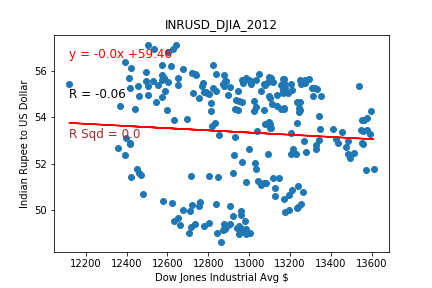 INRUSD_DJIA_2012
y = -0.0x +59.46
R = -0.06
R Sqd = 0.0
Indian Rupee to US Dollar
56
54
52
50
12200 12400 12600 12800 13000 13200 13400 13600
Dow Jones Industrial Avg $